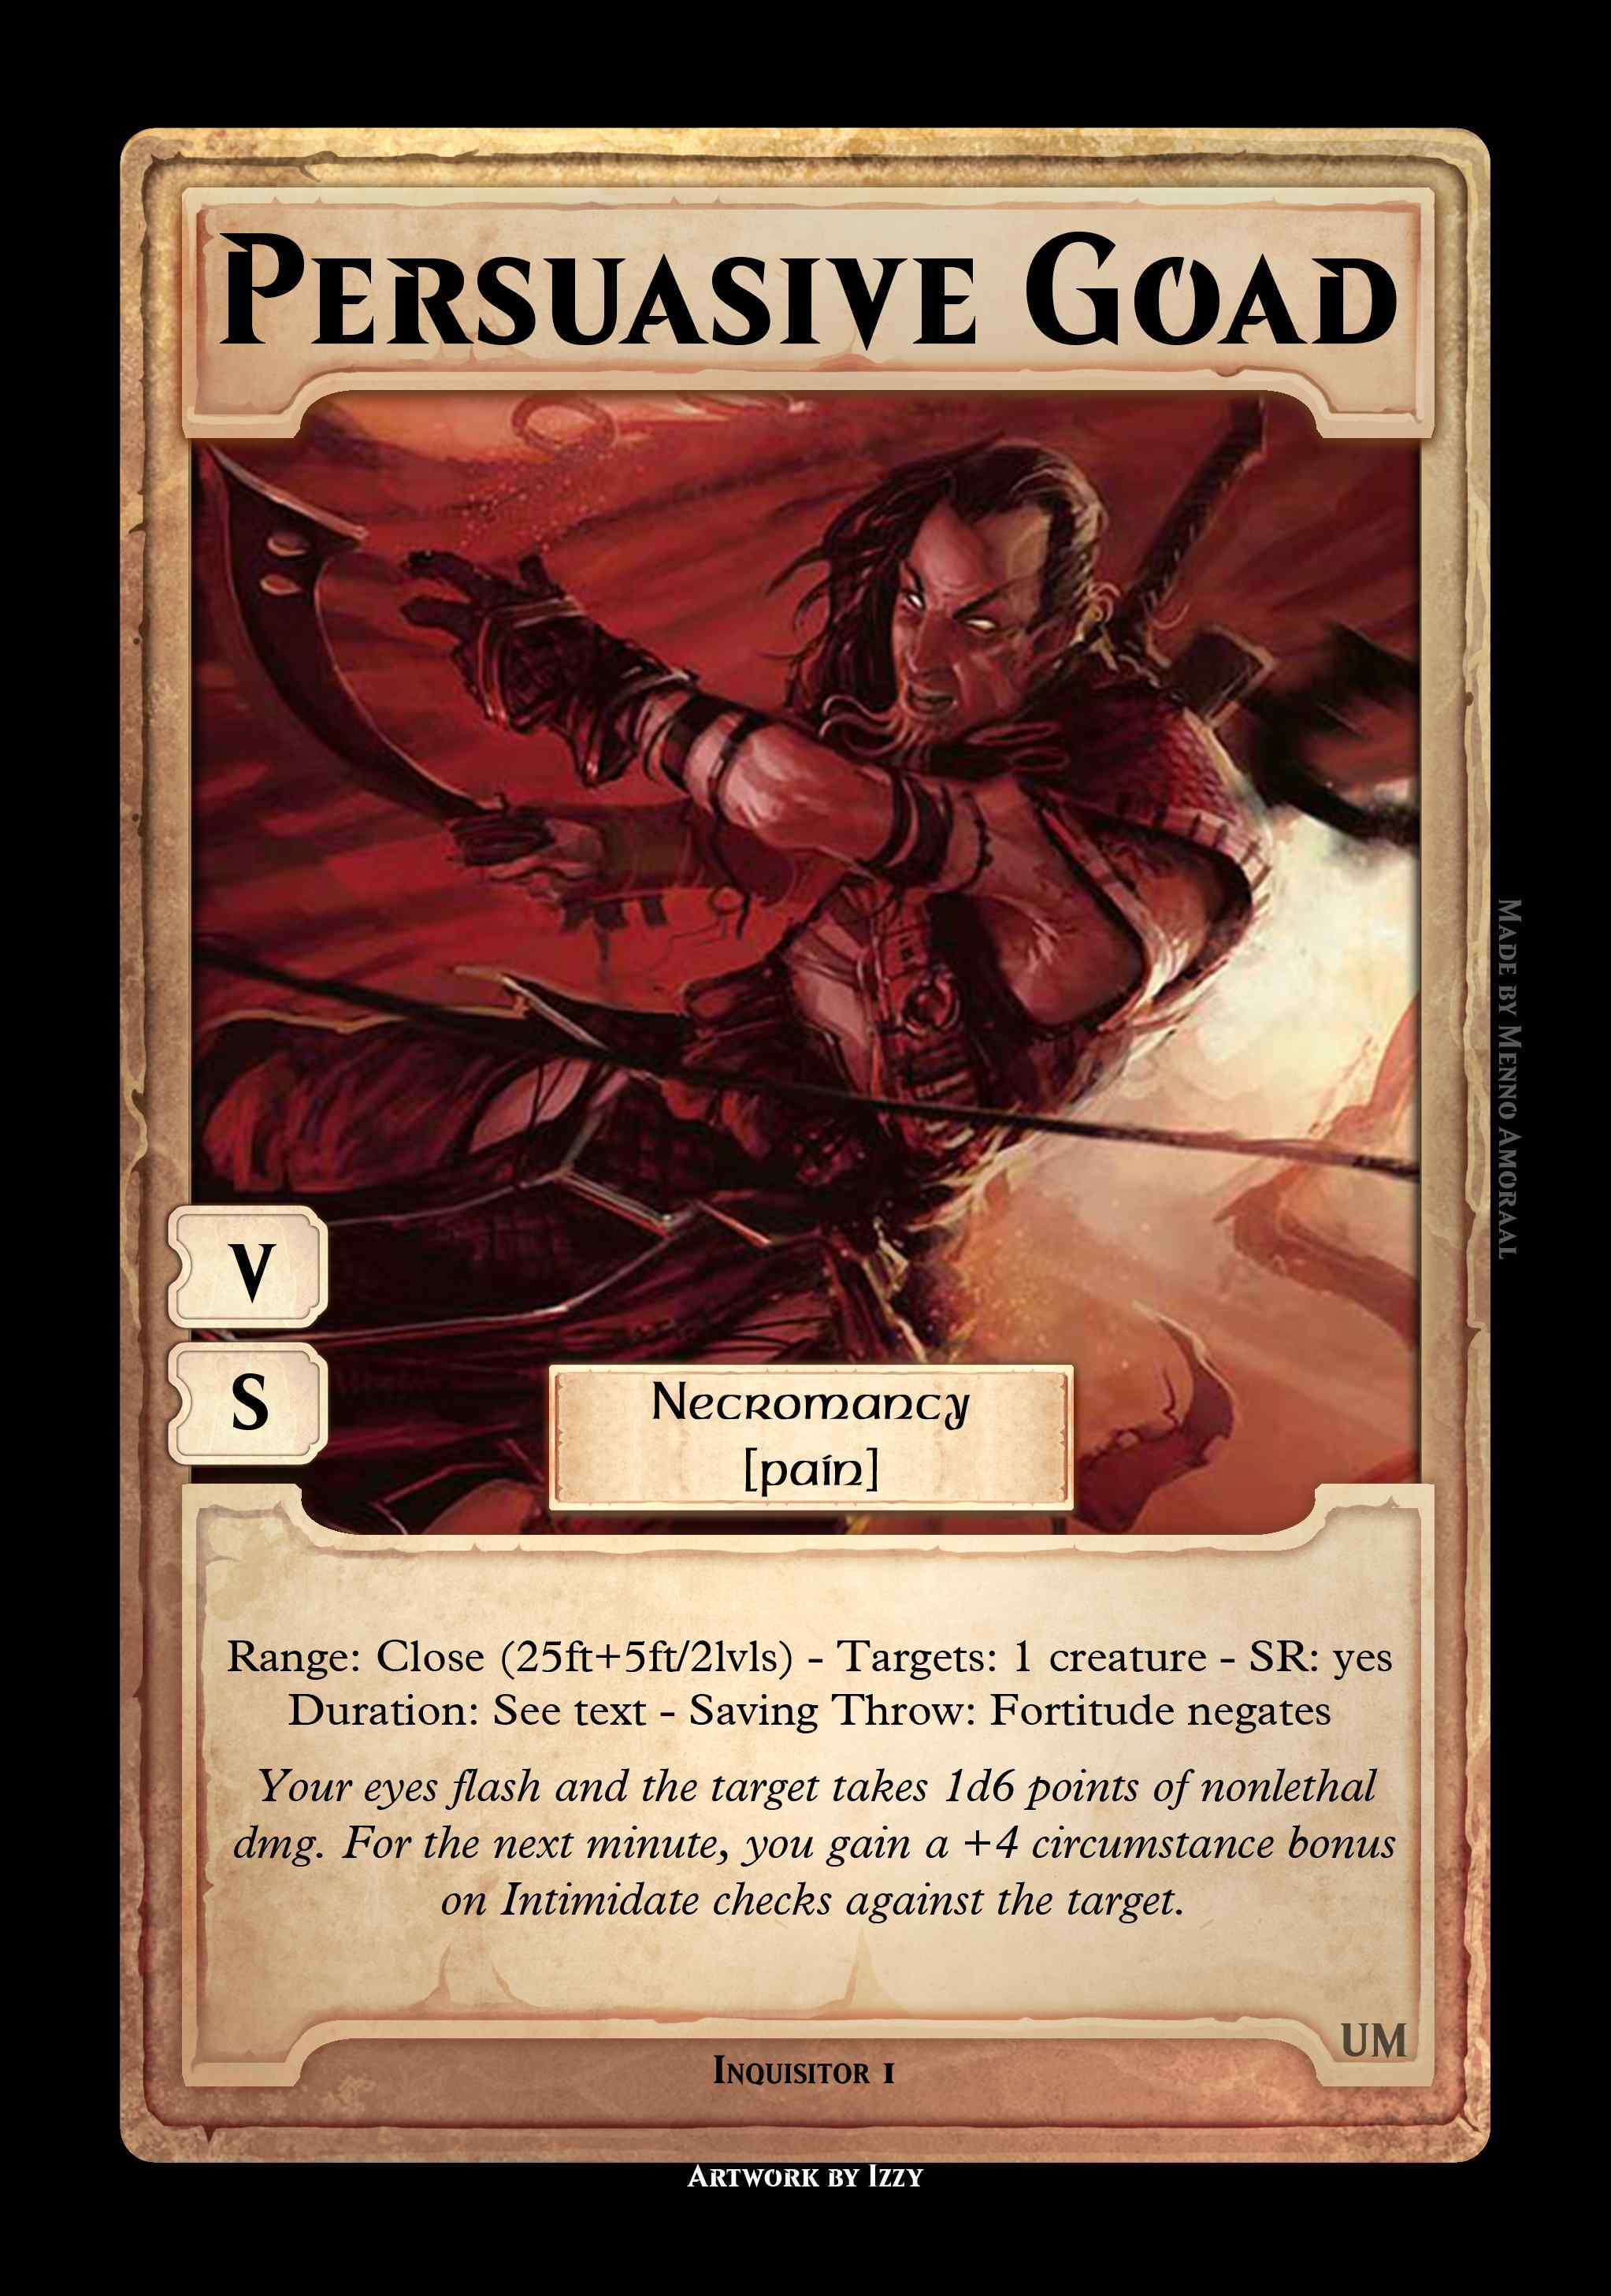 Persuasive Goad
V
S
Necromancy
[pain]
Range: Close (25ft+5ft/2lvls) - Targets: 1 creature - SR: yes
Duration: See text - Saving Throw: Fortitude negates
Your eyes flash and the target takes 1d6 points of nonlethal
dmg. For the next minute, you gain a +4 circumstance bonus
on Intimidate checks against the target.
UM
Inquisitor 1
Artwork by Izzy
Made by Menno Amoraal